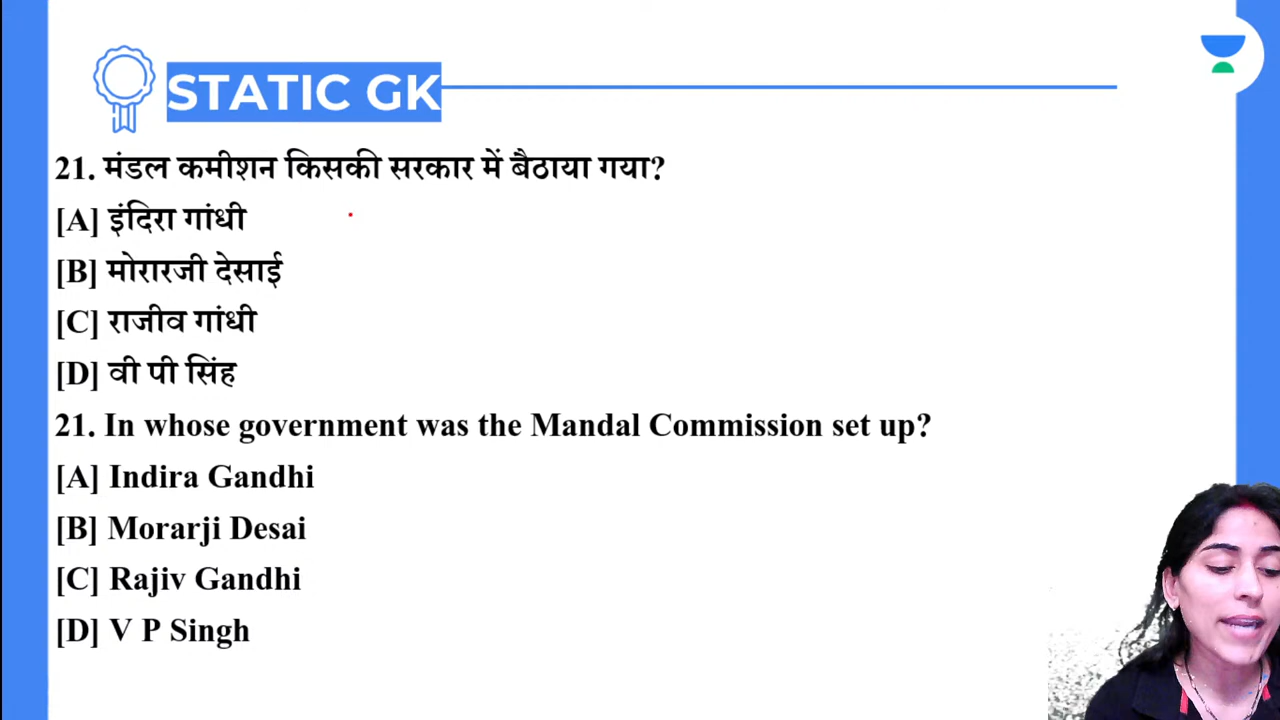 STATIC GK
21. मंडल कमीशन किसकी सरकार में बैठाया गया?
[A] इंदिरा गांधी
[B] मोरारजी देसाई
[C] राजीव गांधी
[D] वी पी सिंह
21. In whose government was the Mandal Commission set up?
[A] Indira Gandhi
[B] Morarji Desai
[C] Rajiv Gandhi
[D] V P Singh